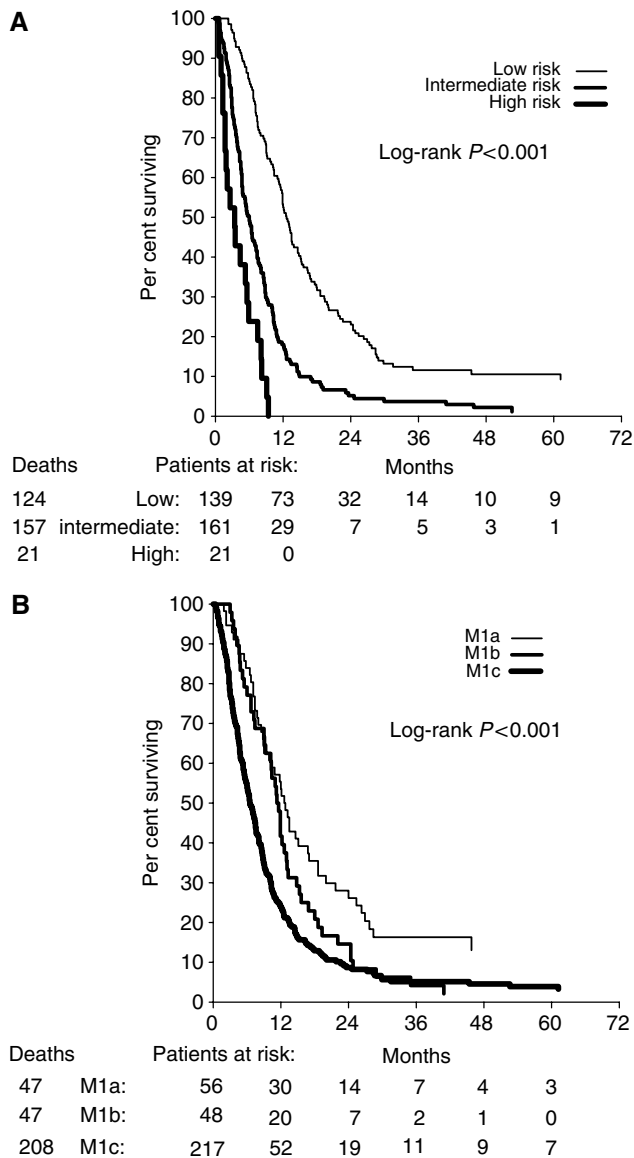 A
100
90
80
70
60
50
40
30
20
10
0
Per cent surviving
Low risk
Intermediate risk
High risk
Log-rank P<0.001
0 12 24 36 48 60 72
Deaths Patients at risk: Months
124 Low: 139 73 32 14 10 9
157 intermediate: 161 29 7 5 3 1
21 High: 21 0
B
100
90
80
70
60
50
40
30
20
10
0
Per cent surviving
M1a
M1b
M1c
Log-rank P<0.001
0 12 24 36 48 60 72
Deaths Patients at risk: Months
47 M1a: 56 30 14 7 4 3
47 M1b: 48 20 7 2 1 0
208 M1c: 217 52 19 11 9 7